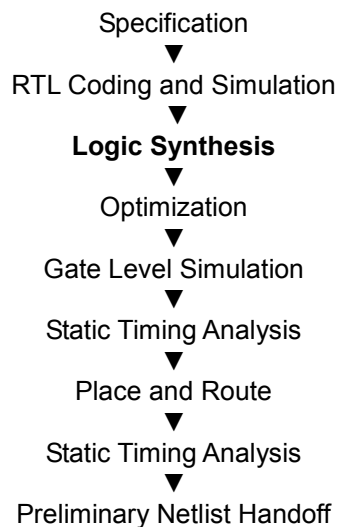 Specification
RTL Coding and Simulation
Logic Synthesis
Optimization
Gate Level Simulation
Static Timing Analysis
Place and Route
Static Timing Analysis
Preliminary Netlist Handoff